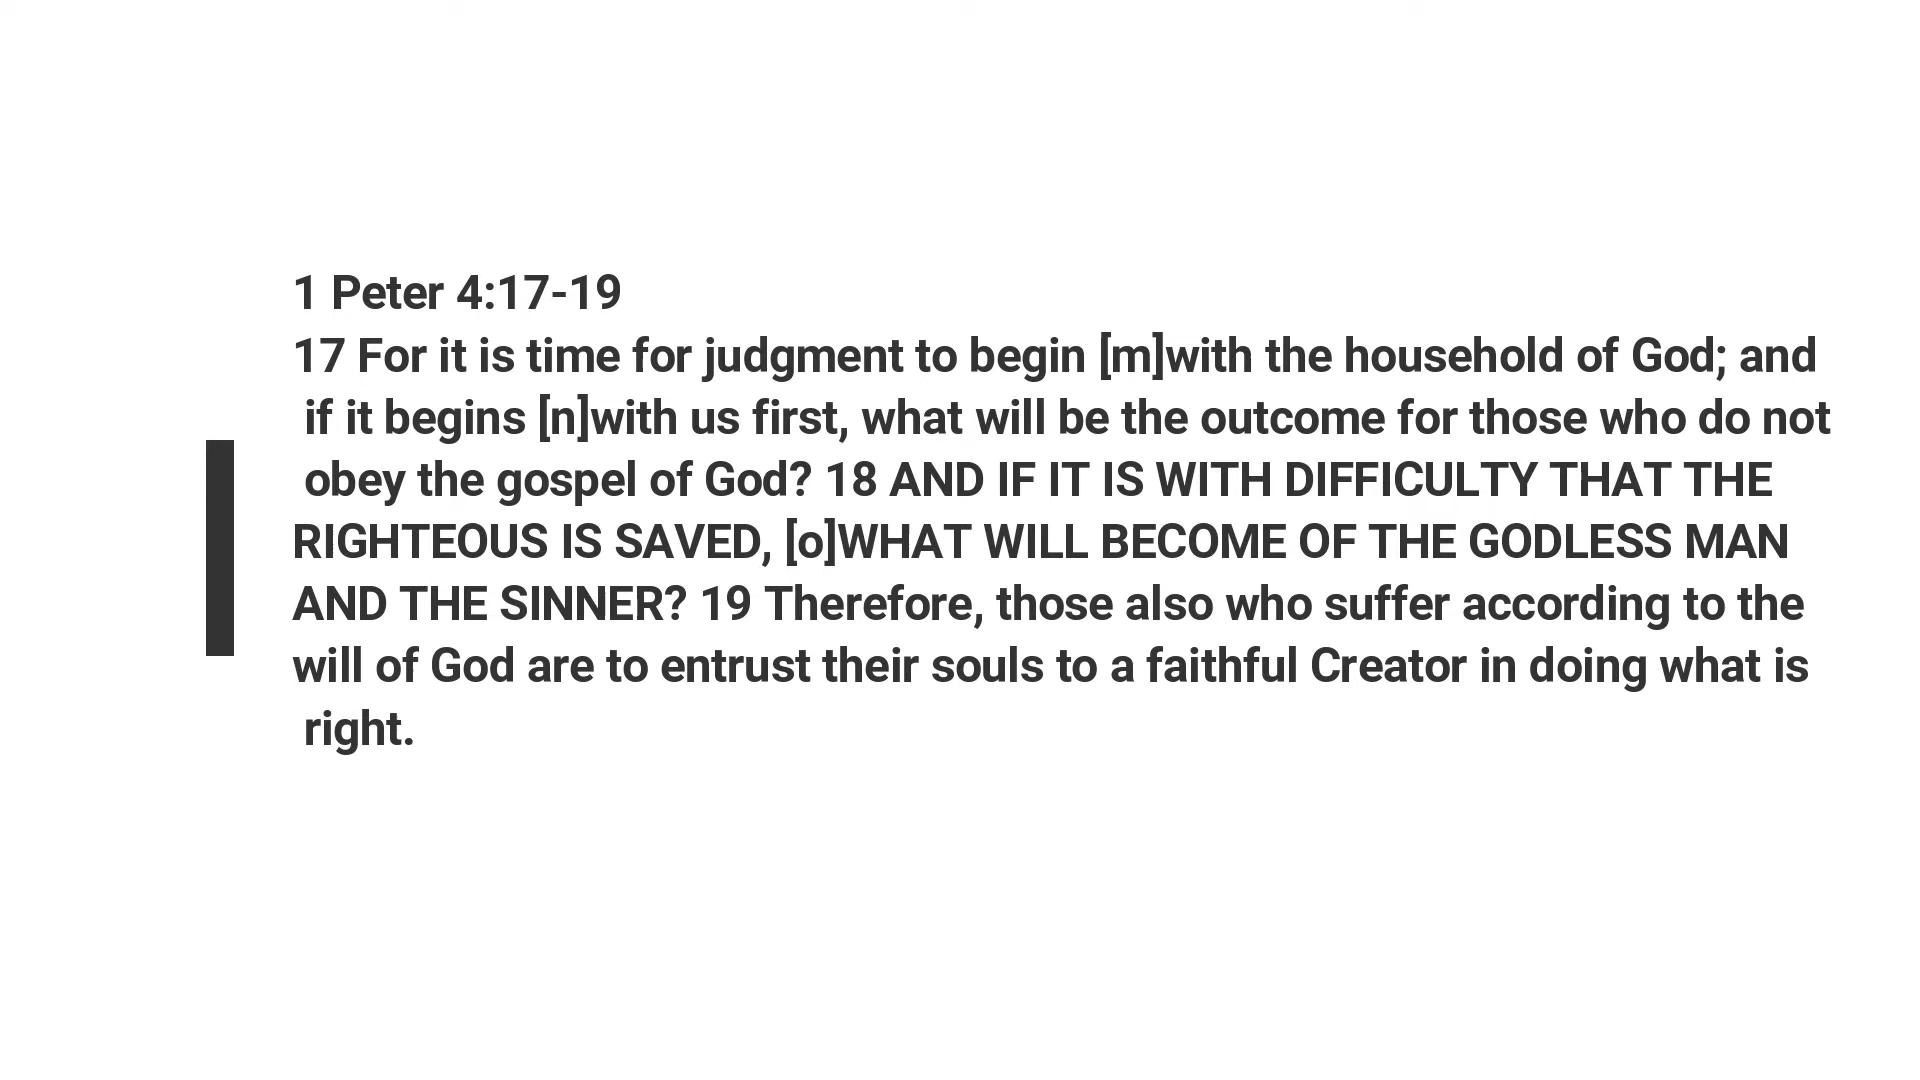 1 Peter 4:17-19
17 For it is time for judgment to begin [m]with the household of God; and
if it begins [n]with us first, what will be the outcome for those who do not
obey the gospel of God? 18 AND IF IT IS WITH DIFFICULTY THAT THE
RIGHTEOUS IS SAVED, [o]WHAT WILL BECOME OF THE GODLESS MAN
AND THE SINNER? 19 Therefore, those also who suffer according to the
will of God are to entrust their souls to a faithful Creator in doing what is
right.